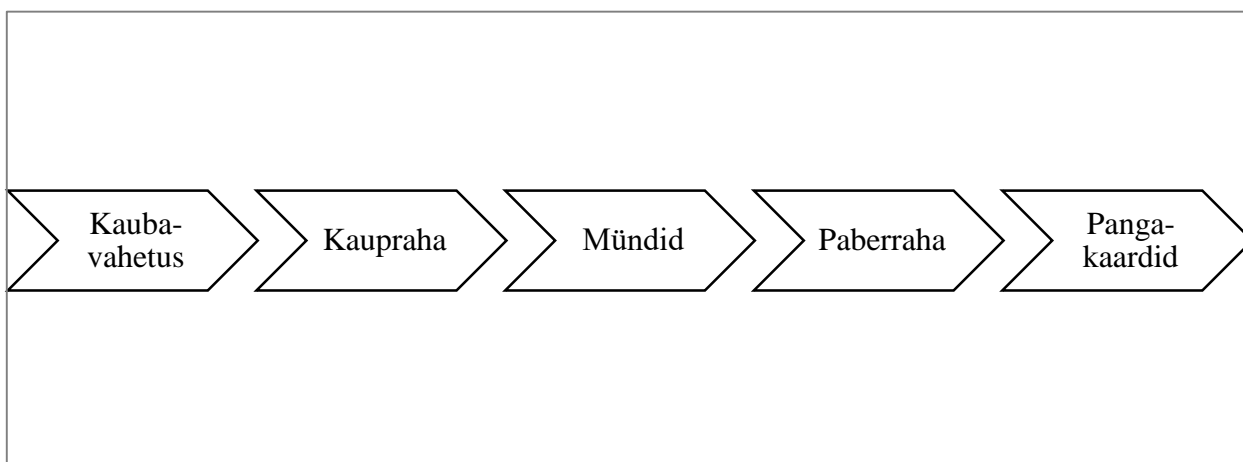 Kauba-
vahetus
Kaupraha
Mündid
Paberraha
Panga-
kaardid